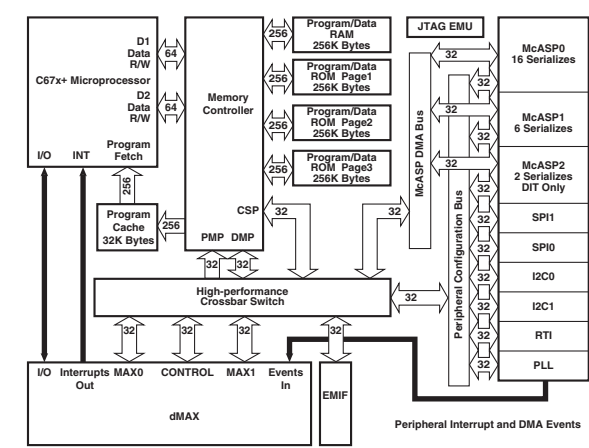 D1
Data
R/W
64
C67x+ Microprocessor
D2
Data
R/W
64
Program
Fetch
I/O
INT
256
Program
Cache
32K Bytes
256
Memory
Controller
CSP
32
PMP
DMP
32
32
256
Program/Data
RAM
256K Bytes
256
Program/Data
ROM Page1
256K Bytes
256
Program/Data
ROM Page2
256K Bytes
256
Program/Data
ROM Page3
256K Bytes
JTAG EMU
McASP DMA Bus
32
32
32
32
Peripheral Configuration Bus
32
32
32
32
32
32
32
32
32
32
McASP0
16 Serializes
McASP1
6 Serializes
McASP2
2 Serializes
DIT Only
SPI1
SPI0
I2C0
I2C1
RTI
PLL
High-performance
Crossbar Switch
32
32
32
32
I/O
Interrupts
Out
MAX0
CONTROL
MAX1
Events
In
dMAX
EMIF
Peripheral Interrupt and DMA Events